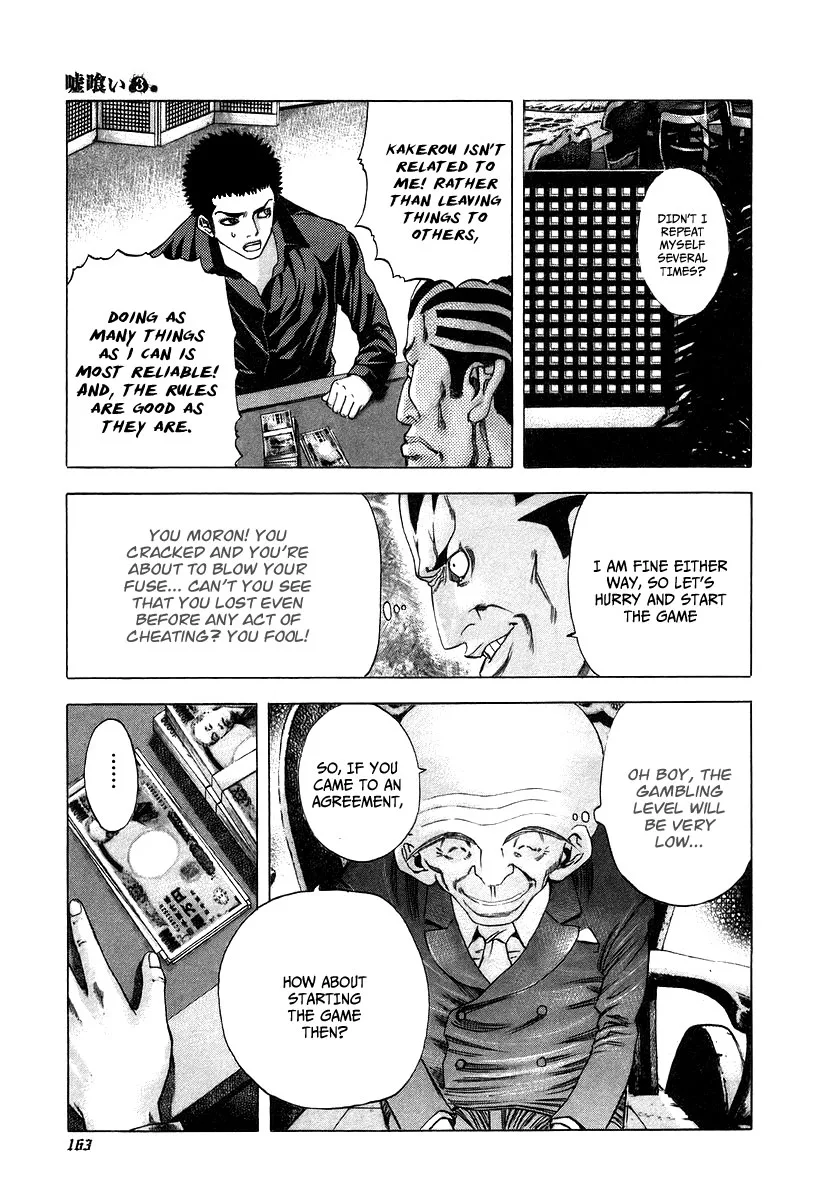 嘘喰い3.
DIDN'T I
REPEAT
MYSELF
SEVERAL
TIMES?
KAKEROU ISN'T
RELATED TO
ME! RATHER
THAN LEAVING
THINGS TO
OTHERS,
DOING AS
MANY THINGS
AS I CAN IS
MOST RELIABLE!
AND, THE RULES
ARE GOOD AS
THEY ARE.
I AM FINE EITHER
WAY, SO LET'S
HURRY AND START
THE GAME
YOU MORON! YOU
CRACKED AND YOU'RE
ABOUT TO BLOW YOUR
FUSE... CAN'T YOU SEE
THAT YOU LOST EVEN
BEFORE ANY ACT OF
CHEATING? YOU FOOL!
OH BOY, THE
GAMBLING
LEVEL WILL
BE VERY
LOW...
SO, IF YOU
CAME TO AN
AGREEMENT,
HOW ABOUT
STARTING
THE GAME
THEN?
......
163